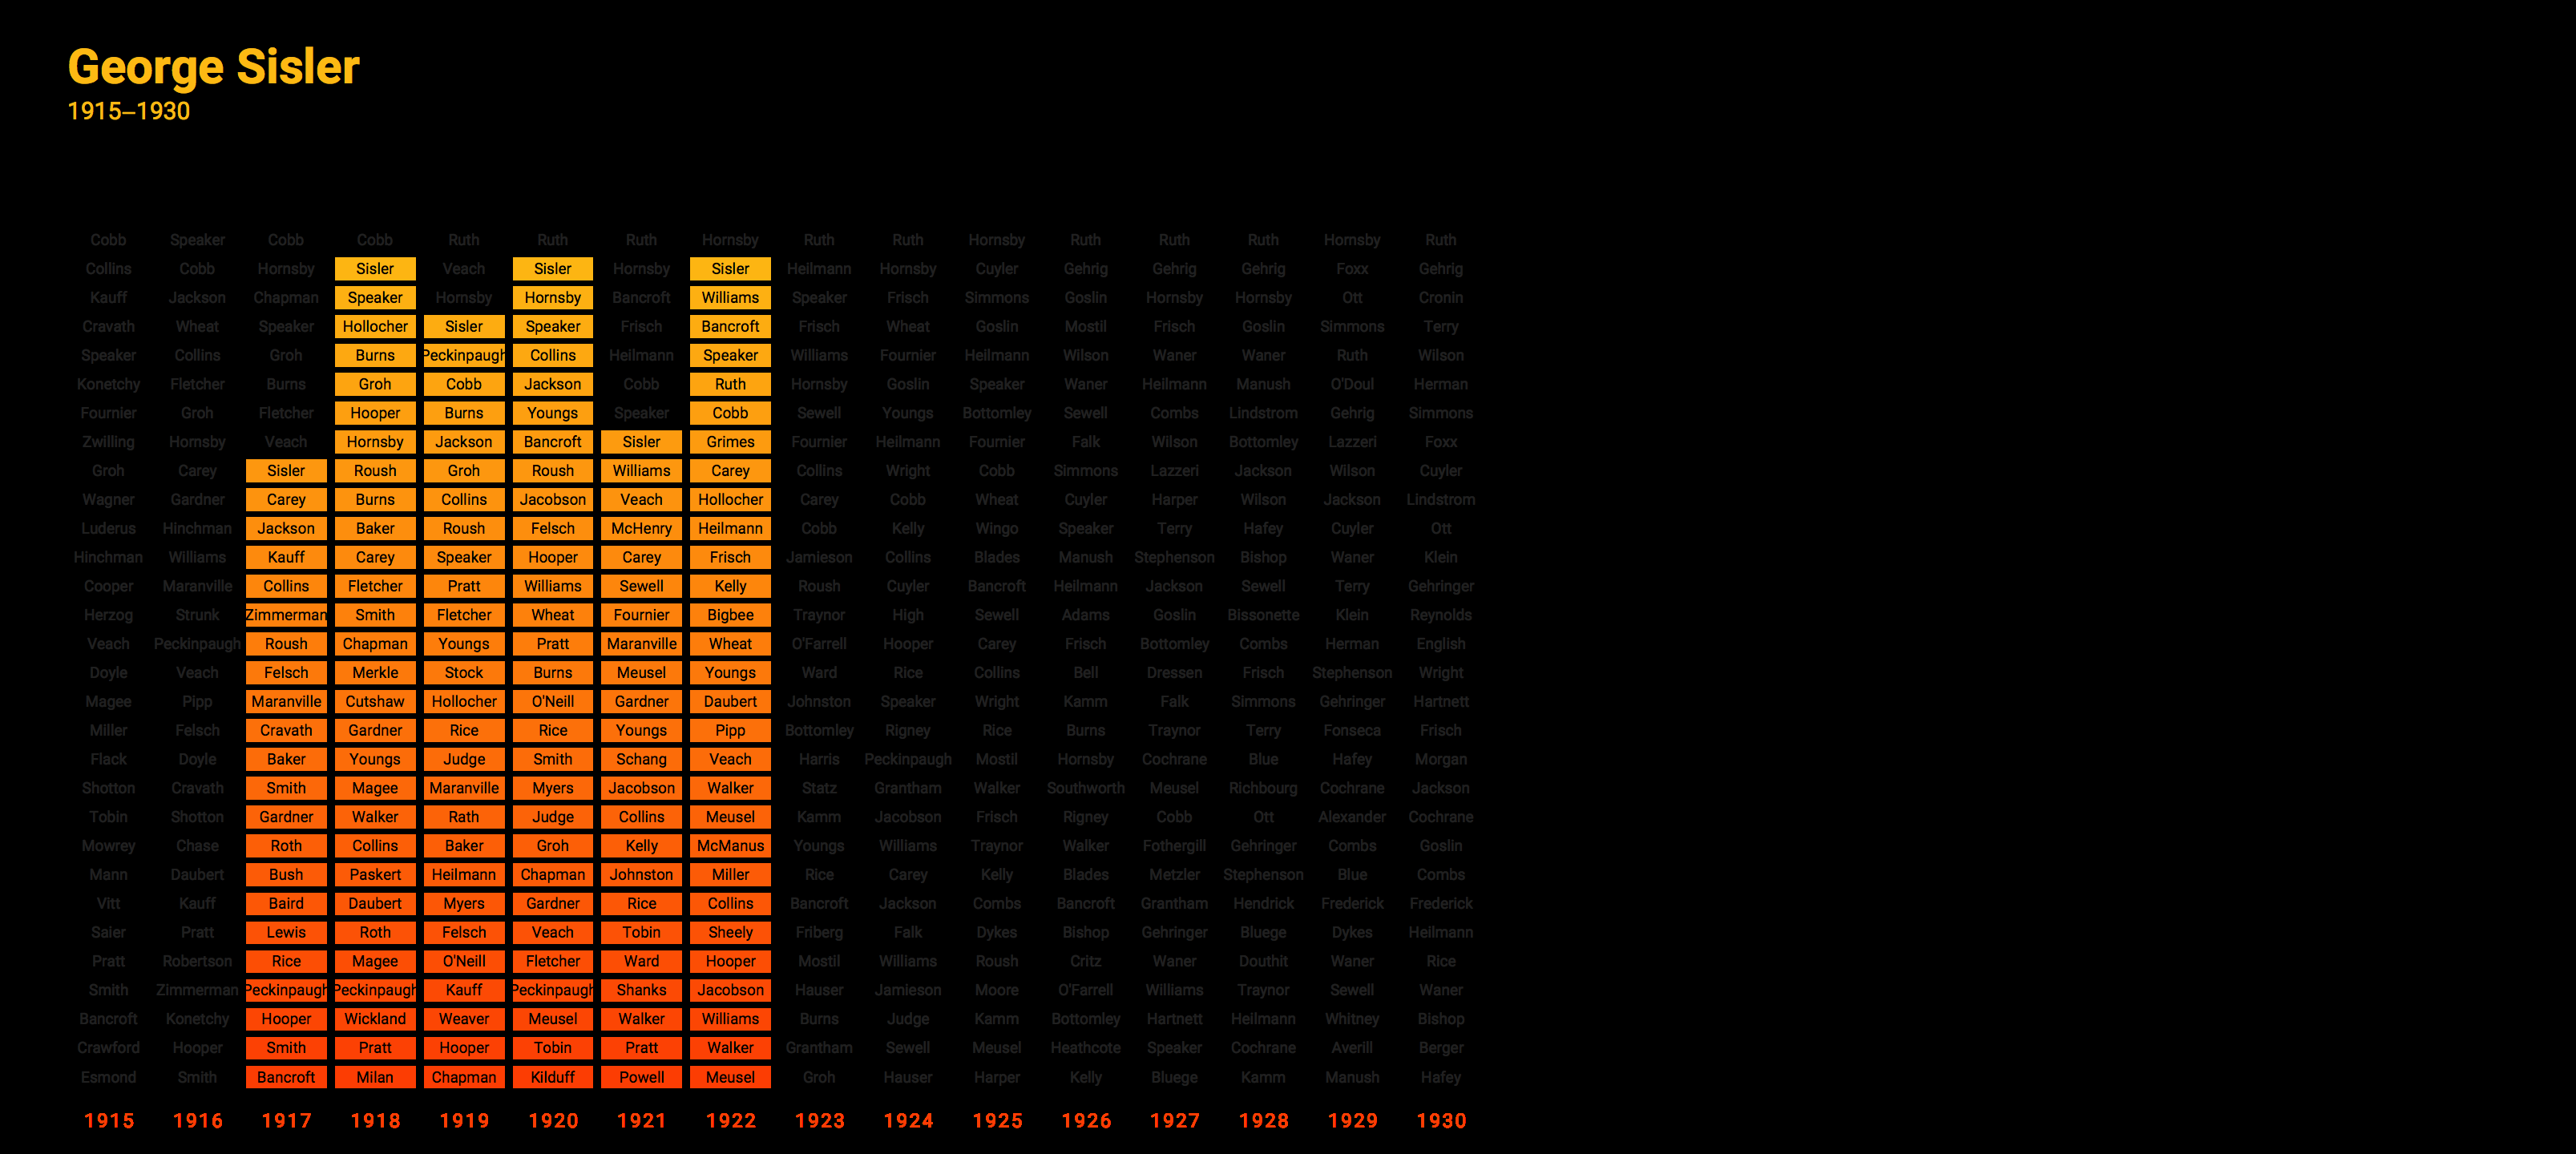 George Sisler
1915–1930
Cobb Speaker Cobb Cobb Ruth Ruth Ruth Hornsby Ruth Ruth Hornsby Ruth Ruth Ruth Hornsby Ruth
Collins Cobb Hornsby Sisler Veach Sisler Hornsby Sisler Heilmann Hornsby Cuyler Gehrig Gehrig Gehrig Foxx Gehrig
Kauff Jackson Chapman Speaker Hornsby Hornsby Bancroft Williams Speaker Frisch Simmons Goslin Hornsby Hornsby Ott Cronin
Cravath Wheat Speaker Hollocher Sisler Speaker Frisch Bancroft Frisch Wheat Goslin Mostil Frisch Goslin Simmons Terry
Speaker Collins Groh Burns Peckinpaugh Collins Heilmann Speaker Williams Fournier Heilmann Wilson Waner Waner Ruth Wilson
Konetchy Fletcher Burns Groh Cobb Jackson Cobb Ruth Hornsby Goslin Speaker Waner Heilmann Manush O'Doul Herman
Fournier Groh Fletcher Hooper Burns Youngs Speaker Cobb Sewell Youngs Bottomley Sewell Combs Lindstrom Gehrig Simmons
Zwilling Hornsby Veach Hornsby Jackson Bancroft Sisler Grimes Fournier Heilmann Fournier Falk Wilson Bottomley Lazzeri Foxx
Groh Carey Sisler Roush Groh Roush Williams Carey Collins Wright Cobb Simmons Lazzeri Jackson Wilson Cuyler
Wagner Gardner Carey Burns Collins Jacobson Veach Hollocher Carey Cobb Wheat Cuyler Harper Wilson Jackson Lindstrom
Luderus Hinchman Jackson Baker Roush Felsch McHenry Heilmann Cobb Kelly Wingo Speaker Terry Hafey Cuyler Ott
Hinchman Williams Kauff Carey Speaker Hooper Carey Frisch Jamieson Collins Blades Manush Stephenson Bishop Waner Klein
Cooper Maranville Collins Fletcher Pratt Williams Sewell Kelly Roush Cuyler Bancroft Heilmann Jackson Sewell Terry Gehringer
Herzog Strunk Zimmerman Smith Fletcher Wheat Fournier Bigbee Traynor High Sewell Adams Goslin Bissonette Klein Reynolds
Veach Peckinpaugh Roush Chapman Youngs Pratt Maranville Wheat O'Farrell Hooper Carey Frisch Bottomley Combs Herman English
Doyle Veach Felsch Merkle Stock Burns Meusel Youngs Ward Rice Collins Bell Dressen Frisch Stephenson Wright
Magee Pipp Maranville Cutshaw Hollocher O'Neill Gardner Daubert Johnston Speaker Wright Kamm Falk Simmons Gehringer Hartnett
Miller Felsch Cravath Gardner Rice Rice Youngs Pipp Bottomley Rigney Rice Burns Traynor Terry Fonseca Frisch
Flack Doyle Baker Youngs Judge Smith Schang Veach Harris Peckinpaugh Mostil Hornsby Cochrane Blue Hafey Morgan
Shotton Cravath Smith Magee Maranville Myers Jacobson Walker Statz Grantham Walker Southworth Meusel Richbourg Cochrane Jackson
Tobin Shotton Gardner Walker Rath Judge Collins Meusel Kamm Jacobson Frisch Rigney Cobb Ott Alexander Cochrane
Mowrey Chase Roth Collins Baker Groh Kelly McManus Youngs Williams Traynor Walker Fothergill Gehringer Combs Goslin
Mann Daubert Bush Paskert Heilmann Chapman Johnston Miller Rice Carey Kelly Blades Metzler Stephenson Blue Combs
Vitt Kauff Baird Daubert Myers Gardner Rice Collins Bancroft Jackson Combs Bancroft Grantham Hendrick Frederick Frederick
Saier Pratt Lewis Roth Felsch Veach Tobin Sheely Friberg Falk Dykes Bishop Gehringer Bluege Dykes Heilmann
Pratt Robertson Rice Magee O'Neill Fletcher Ward Hooper Mostil Williams Roush Critz Waner Douthit Waner Rice
Smith Zimmerman Peckinpaugh Peckinpaugh Kauff Peckinpaugh Shanks Jacobson Hauser Jamieson Moore O'Farrell Williams Traynor Sewell Waner
Bancroft Konetchy Hooper Wickland Weaver Meusel Walker Williams Burns Judge Kamm Bottomley Hartnett Heilmann Whitney Bishop
Crawford Hooper Smith Pratt Hooper Tobin Pratt Walker Grantham Sewell Meusel Heathcote Speaker Cochrane Averill Berger
Esmond Smith Bancroft Milan Chapman Kilduff Powell Meusel Groh Hauser Harper Kelly Bluege Kamm Manush Hafey
1915 1916 1917 1918 1919 1920 1921 1922 1923 1924 1925 1926 1927 1928 1929 1930